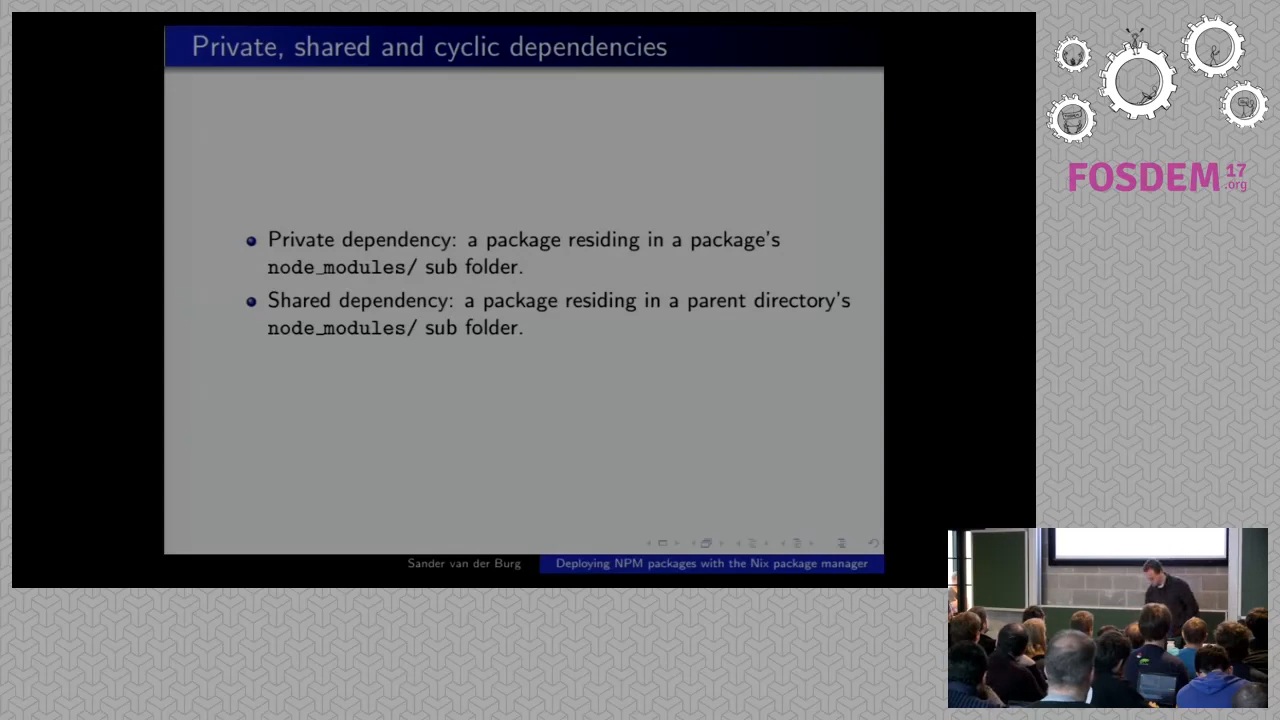 Private, shared and cyclic dependencies
Private dependency: a package residing in a package's
node_modules/ sub folder.
Shared dependency: a package residing in a parent directory's
node_modules/ sub folder.
Sander van der Burg
Deploying NPM packages with the Nix package manager
FOSDEM 17
.org